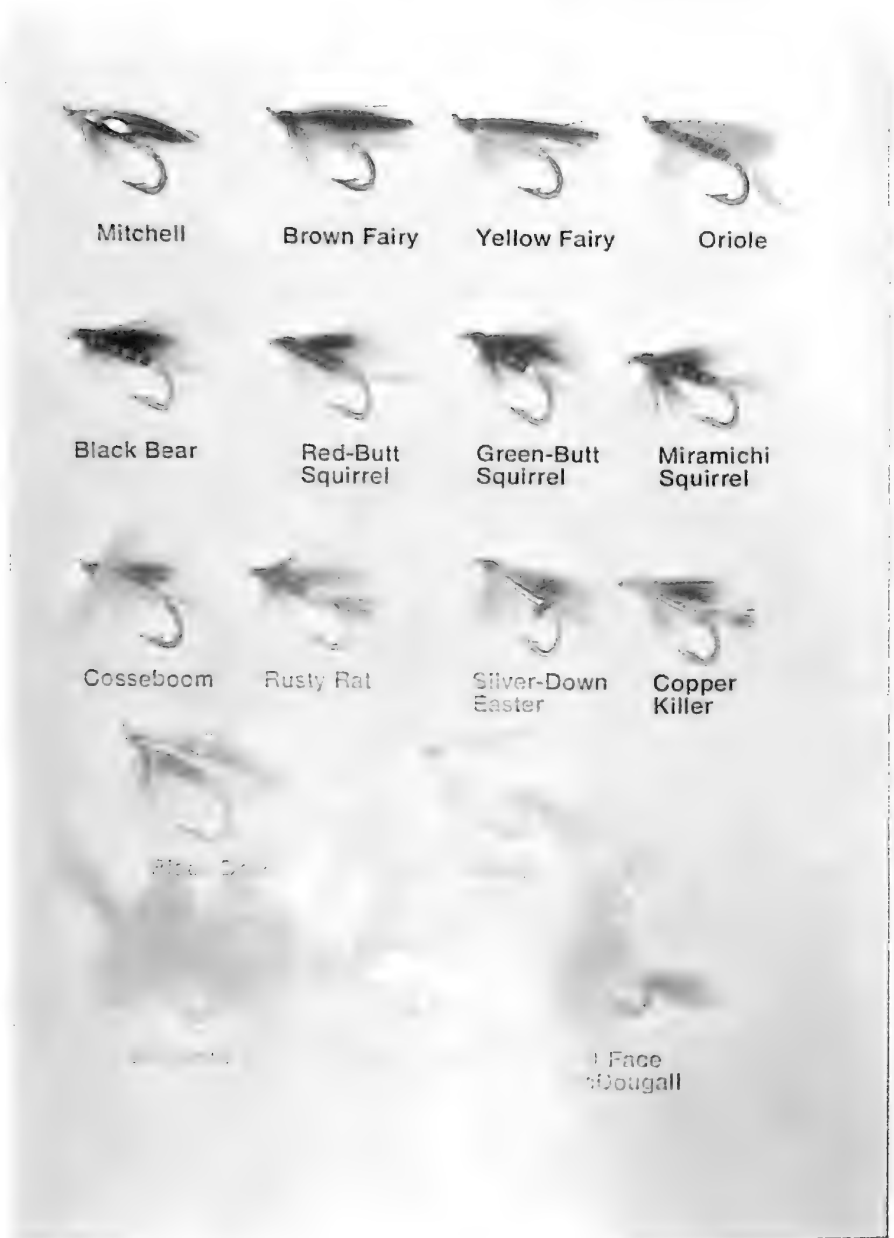 Mitchell
Brown Fairy
Yellow Fairy
Oriole
Black Bear
Red-Butt
Squirrel
Green-Butt
Squirrel
Miramichi
Squirrel
Cosseboom
Rusty Rat
Silver-Down
Easter
Copper
Killer
Face
Dougall